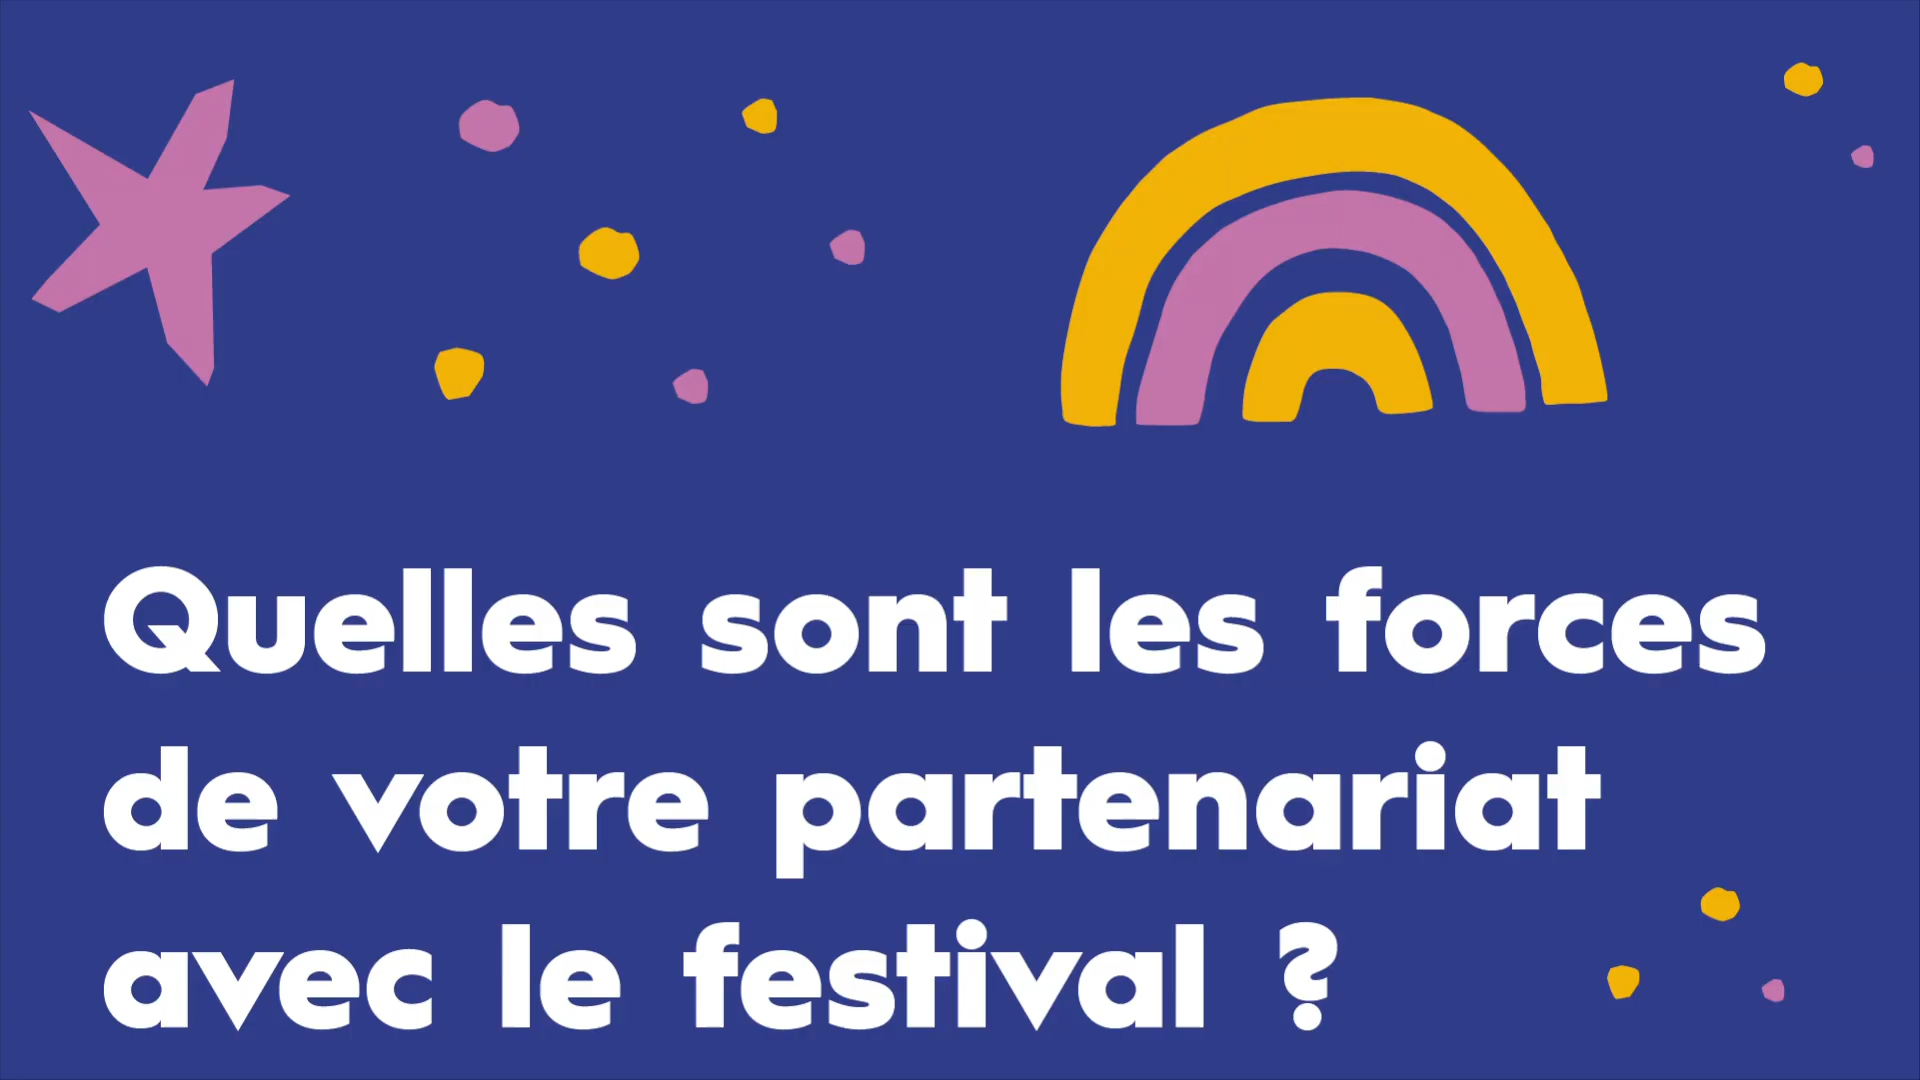 Quelles sont les forces
de votre partenariat
avec le festival ?